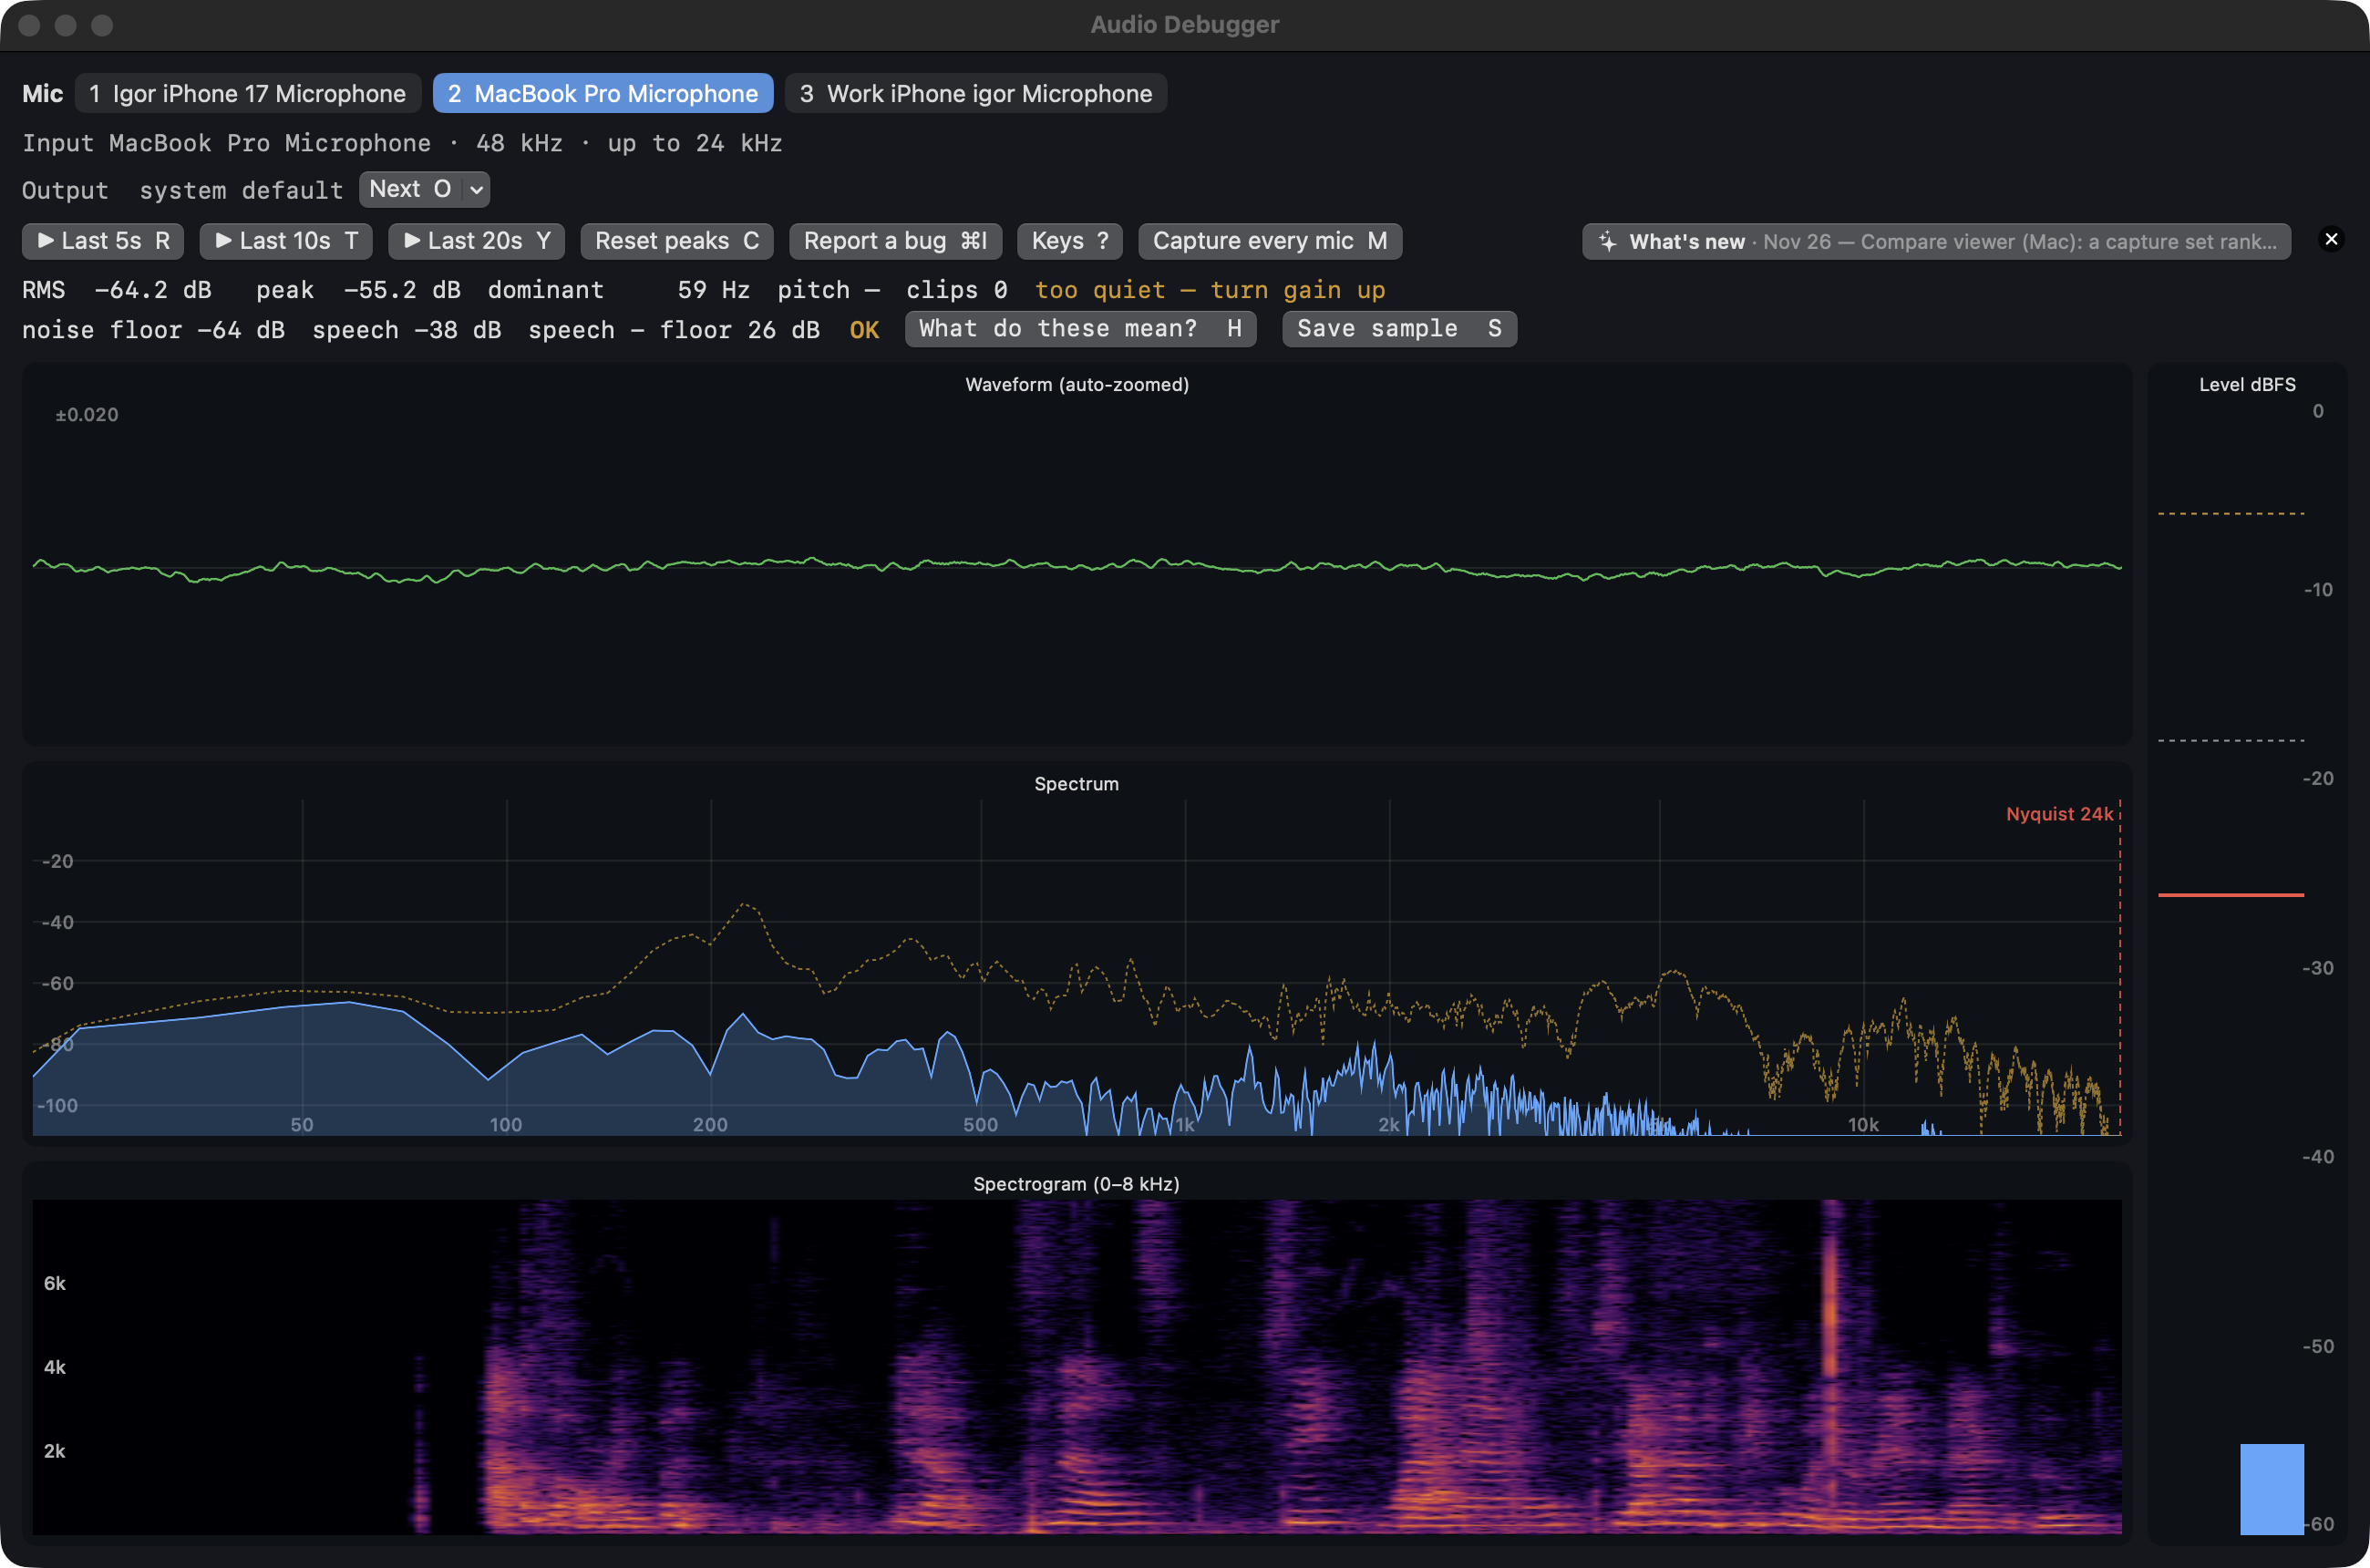 Audio Debugger
Mic 1 Igor iPhone 17 Microphone 2 MacBook Pro Microphone 3 Work iPhone igor Microphone
Input MacBook Pro Microphone · 48 kHz · up to 24 kHz
Output system default Next O
Last 5s R Last 10s T Last 20s Y Reset peaks C Report a bug ⌘I Keys ? Capture every mic M What's new · Nov 26 — Compare viewer (Mac): a capture set rank...
RMS −64.2 dB peak −55.2 dB dominant 59 Hz pitch — clips 0 too quiet — turn gain up
noise floor −64 dB speech −38 dB speech − floor 26 dB OK What do these mean? H Save sample S
Waveform (auto-zoomed)
±0.020
Spectrum
Nyquist 24k
-20
-40
-60
-80
-100
50 100 200 500 1k 2k 10k
Spectrogram (0–8 kHz)
6k
4k
2k
Level dBFS
0
-10
-20
-30
-40
-50
-60